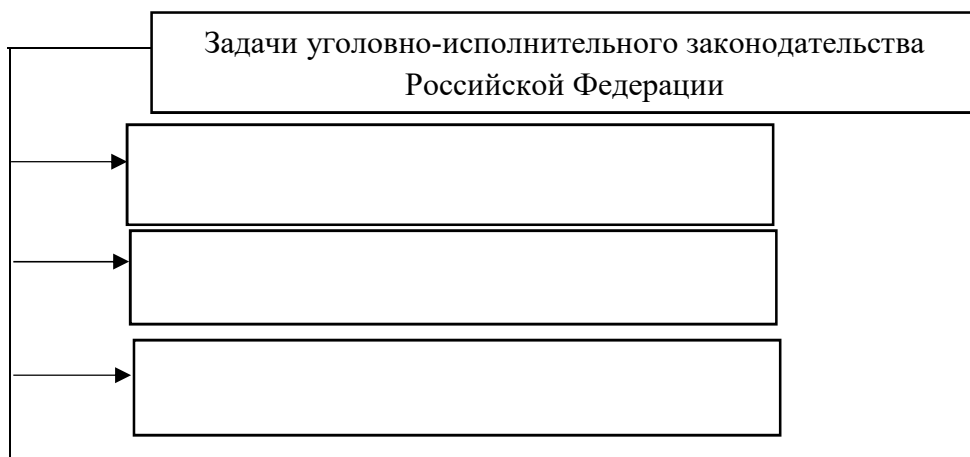 Задачи уголовно-исполнительного законодательства
Российской Федерации